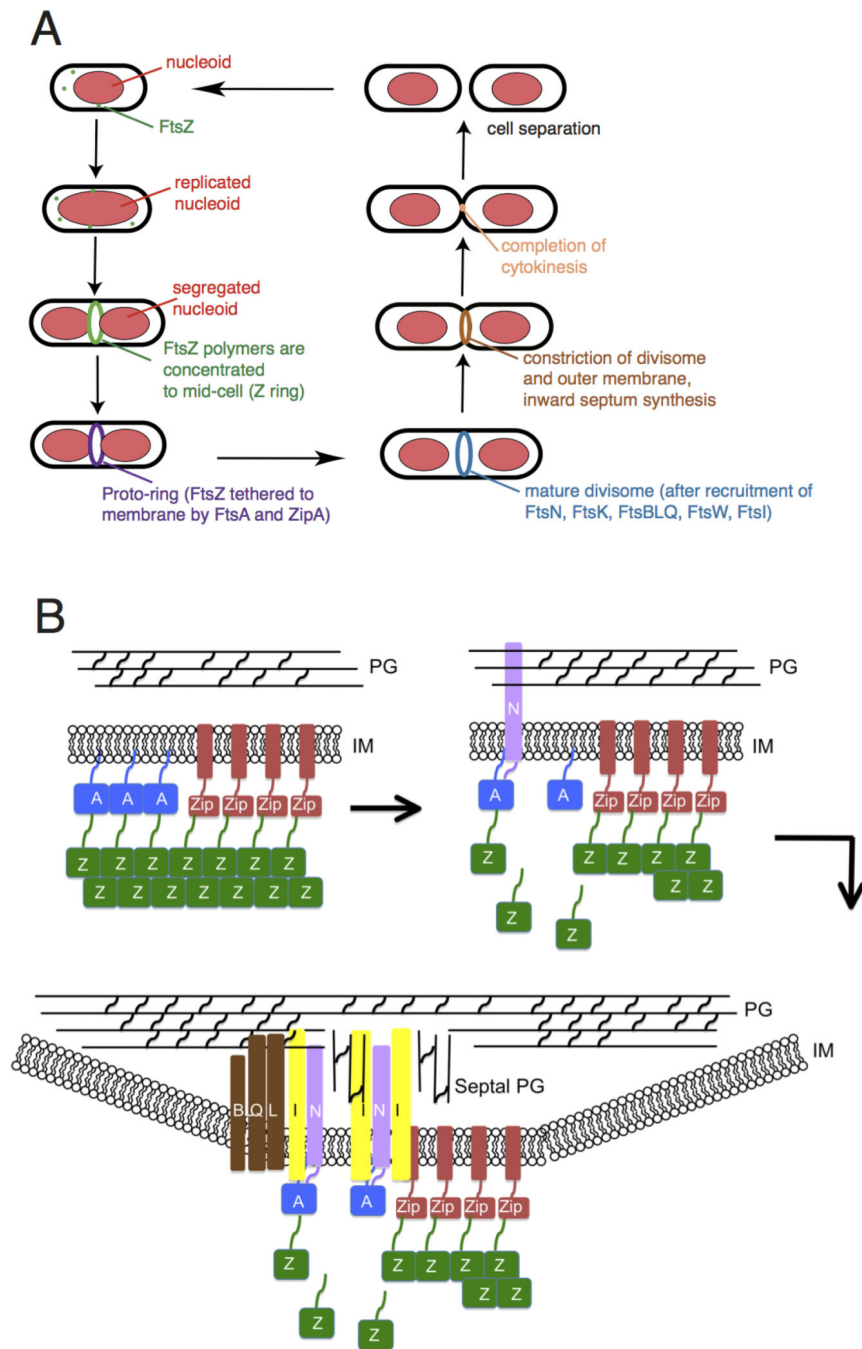 A
nucleoid
FtsZ
replicated
nucleoid
segregated
nucleoid
FtsZ polymers are
concentrated
to mid-cell (Z ring)
Proto-ring (FtsZ tethered to
membrane by FtsA and ZipA)
cell separation
completion of
cytokinesis
constriction of divisome
and outer membrane,
inward septum synthesis
mature divisome (after recruitment of
FtsN, FtsK, FtsBLQ, FtsW, FtsI)
B
PG
IM
A A A Zip Zip Zip Zip
Z Z Z Z Z Z Z
Z Z Z Z Z Z Z
PG
N
IM
A A Zip Zip Zip Zip
Z Z Z Z Z
Z Z
Z
Z
PG
IM
Septal PG
B Q L I N I N I
A A Zip Zip Zip Zip
Z Z Z Z Z
Z Z
Z
Z